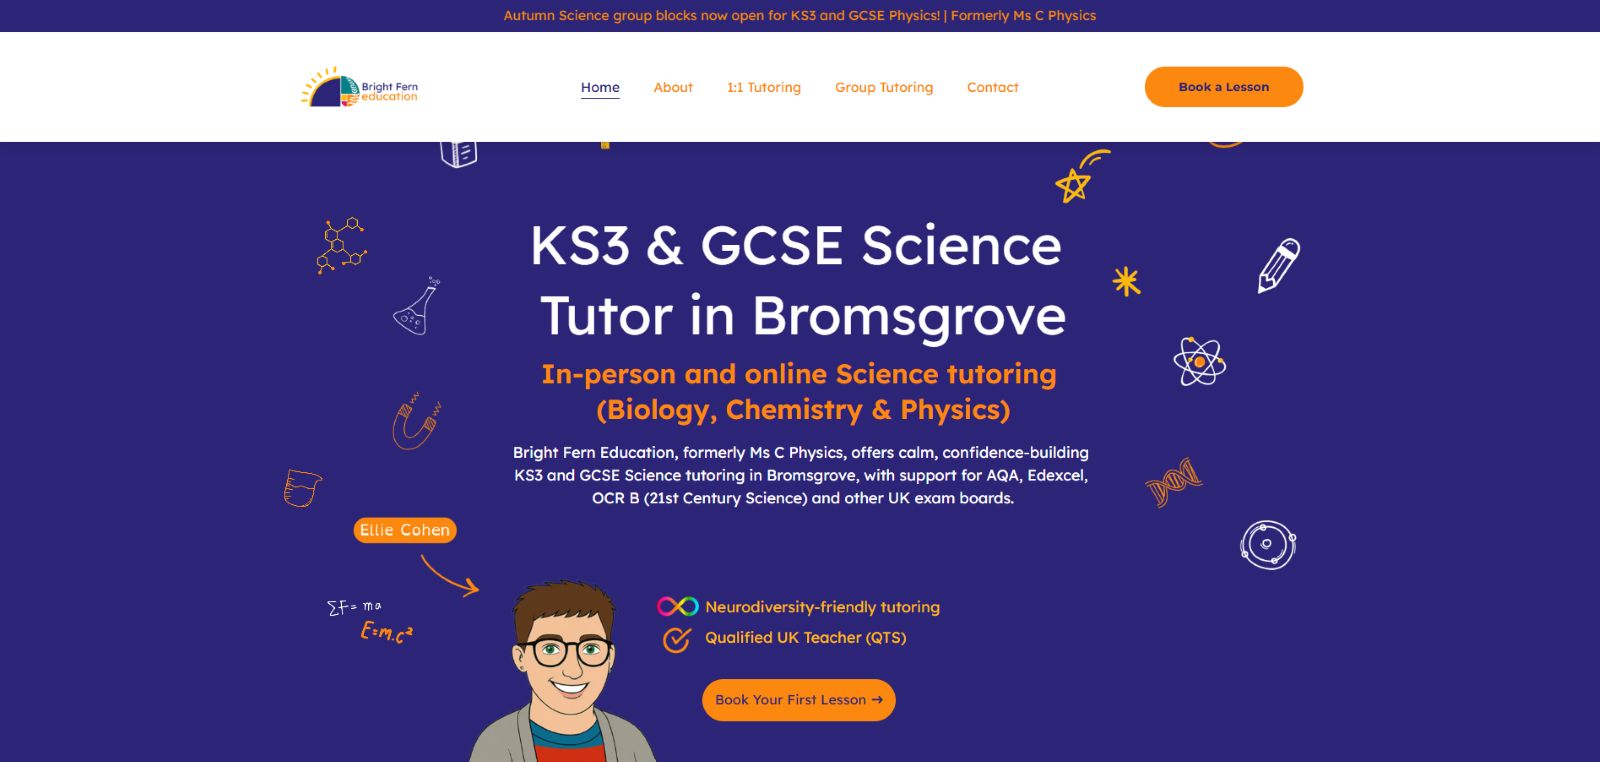 Autumn Science group blocks now open for KS3 and GCSE Physics! | Formerly Ms C Physics
Bright Fern
education
Home
About
1:1 Tutoring
Group Tutoring
Contact
Book a Lesson
KS3 & GCSE Science
Tutor in Bromsgrove
In-person and online Science tutoring
(Biology, Chemistry & Physics)
Bright Fern Education, formerly Ms C Physics, offers calm, confidence-building
KS3 and GCSE Science tutoring in Bromsgrove, with support for AQA, Edexcel,
OCR B (21st Century Science) and other UK exam boards.
Ellie Cohen
ΣF= ma
E=m.c²
Neurodiversity-friendly tutoring
Qualified UK Teacher (QTS)
Book Your First Lesson →